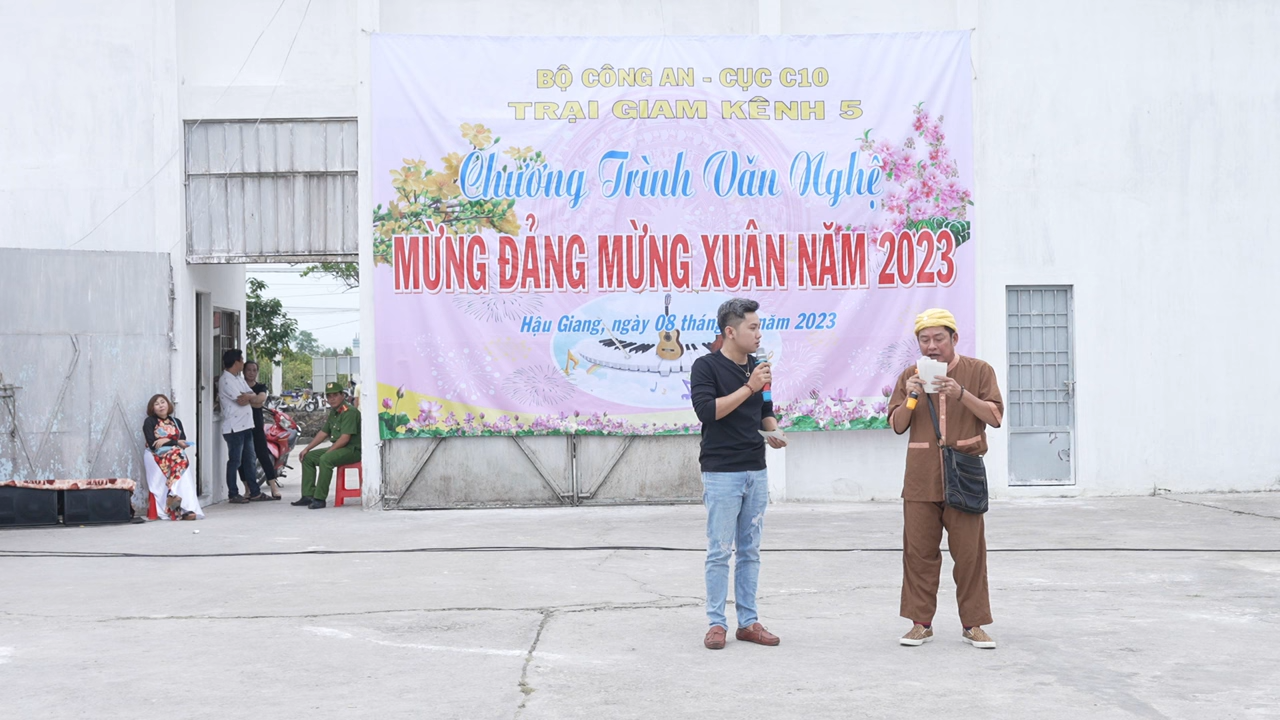 BỘ CÔNG AN - CỤC C10
TRẠI GIAM KÊNH 5
Chương Trình Văn Nghệ
MỪNG ĐẢNG MỪNG XUÂN NĂM 2023
Hậu Giang, ngày 08 năm 2023